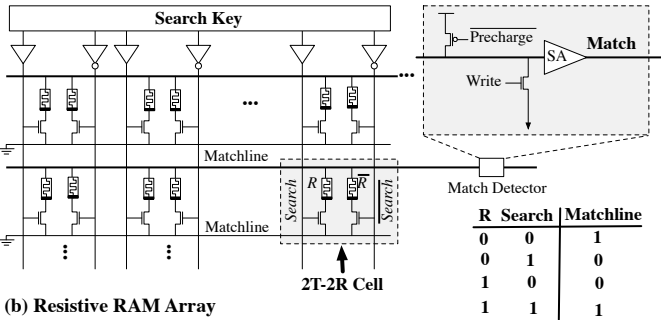 Search Key
Precharge
SA
Match
Write
...
...
Matchline
Match Detector
Search
R
R
Search
Matchline
2T-2R Cell
R Search Matchline
0 0 1
0 1 0
1 0 0
1 1 1
(b) Resistive RAM Array